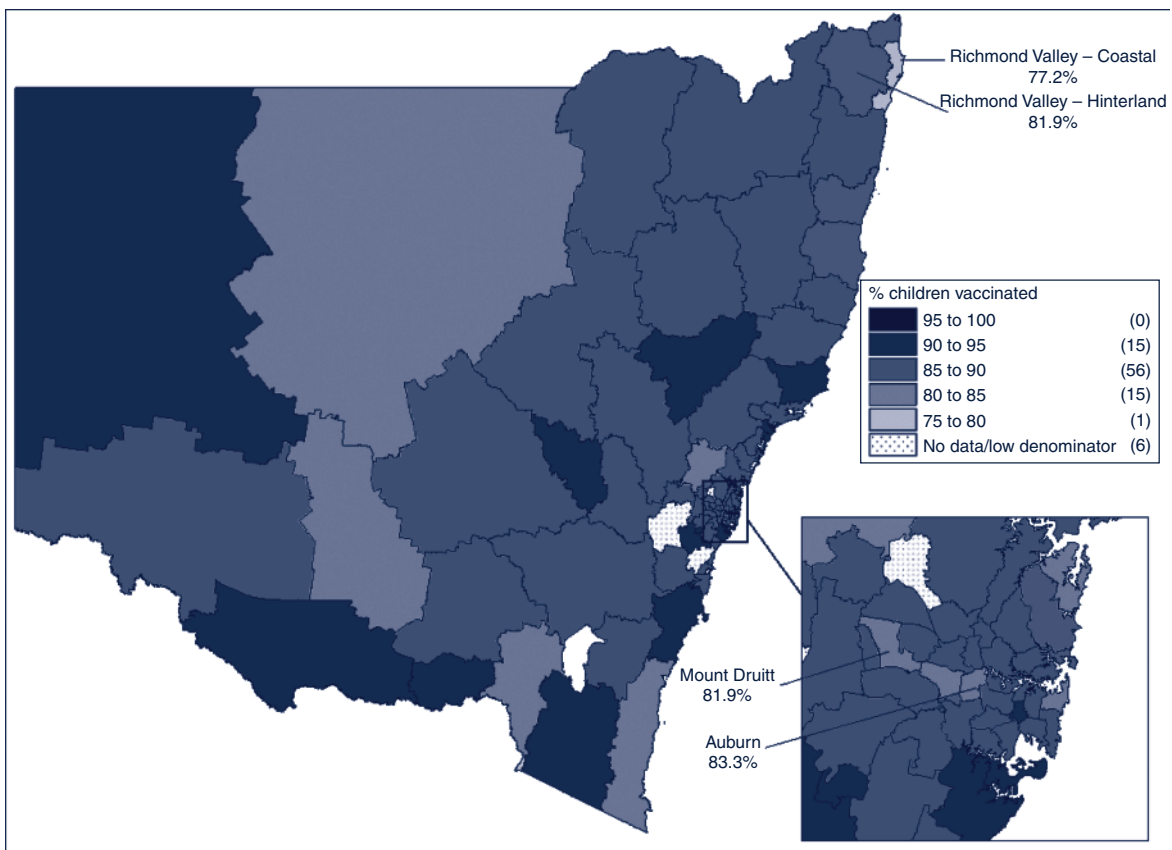 Richmond Valley – Coastal
77.2%
Richmond Valley – Hinterland
81.9%
% children vaccinated
95 to 100 (0)
90 to 95 (15)
85 to 90 (56)
80 to 85 (15)
75 to 80 (1)
No data/low denominator (6)
Mount Druitt
81.9%
Auburn
83.3%